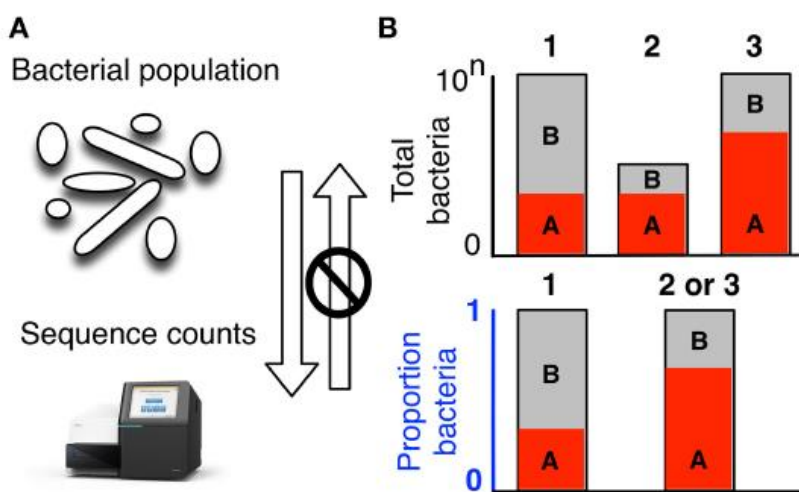 A
Bacterial population
Sequence counts
B
1 2 3
10ⁿ
Total
bacteria
0
B B B
A A A
1 2 or 3
1
Proportion
bacteria
0
B B
A A